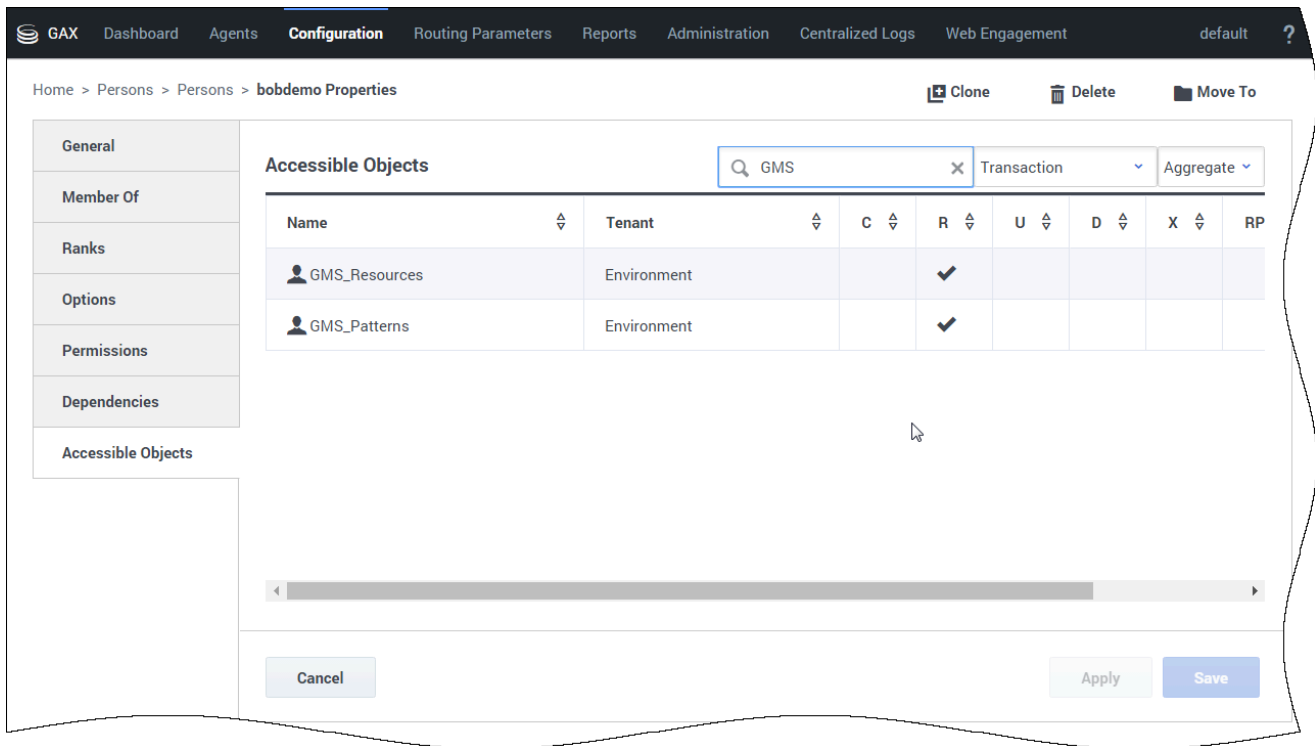 GAX Dashboard Agents Configuration Routing Parameters Reports Administration Centralized Logs Web Engagement default ?
Home > Persons > Persons > bobdemo Properties Clone Delete Move To
General
Member Of
Ranks
Options
Permissions
Dependencies
Accessible Objects
Accessible Objects GMS Transaction Aggregate
Name Tenant C R U D X RP
GMS_Resources Environment
GMS_Patterns Environment
Cancel Apply Save